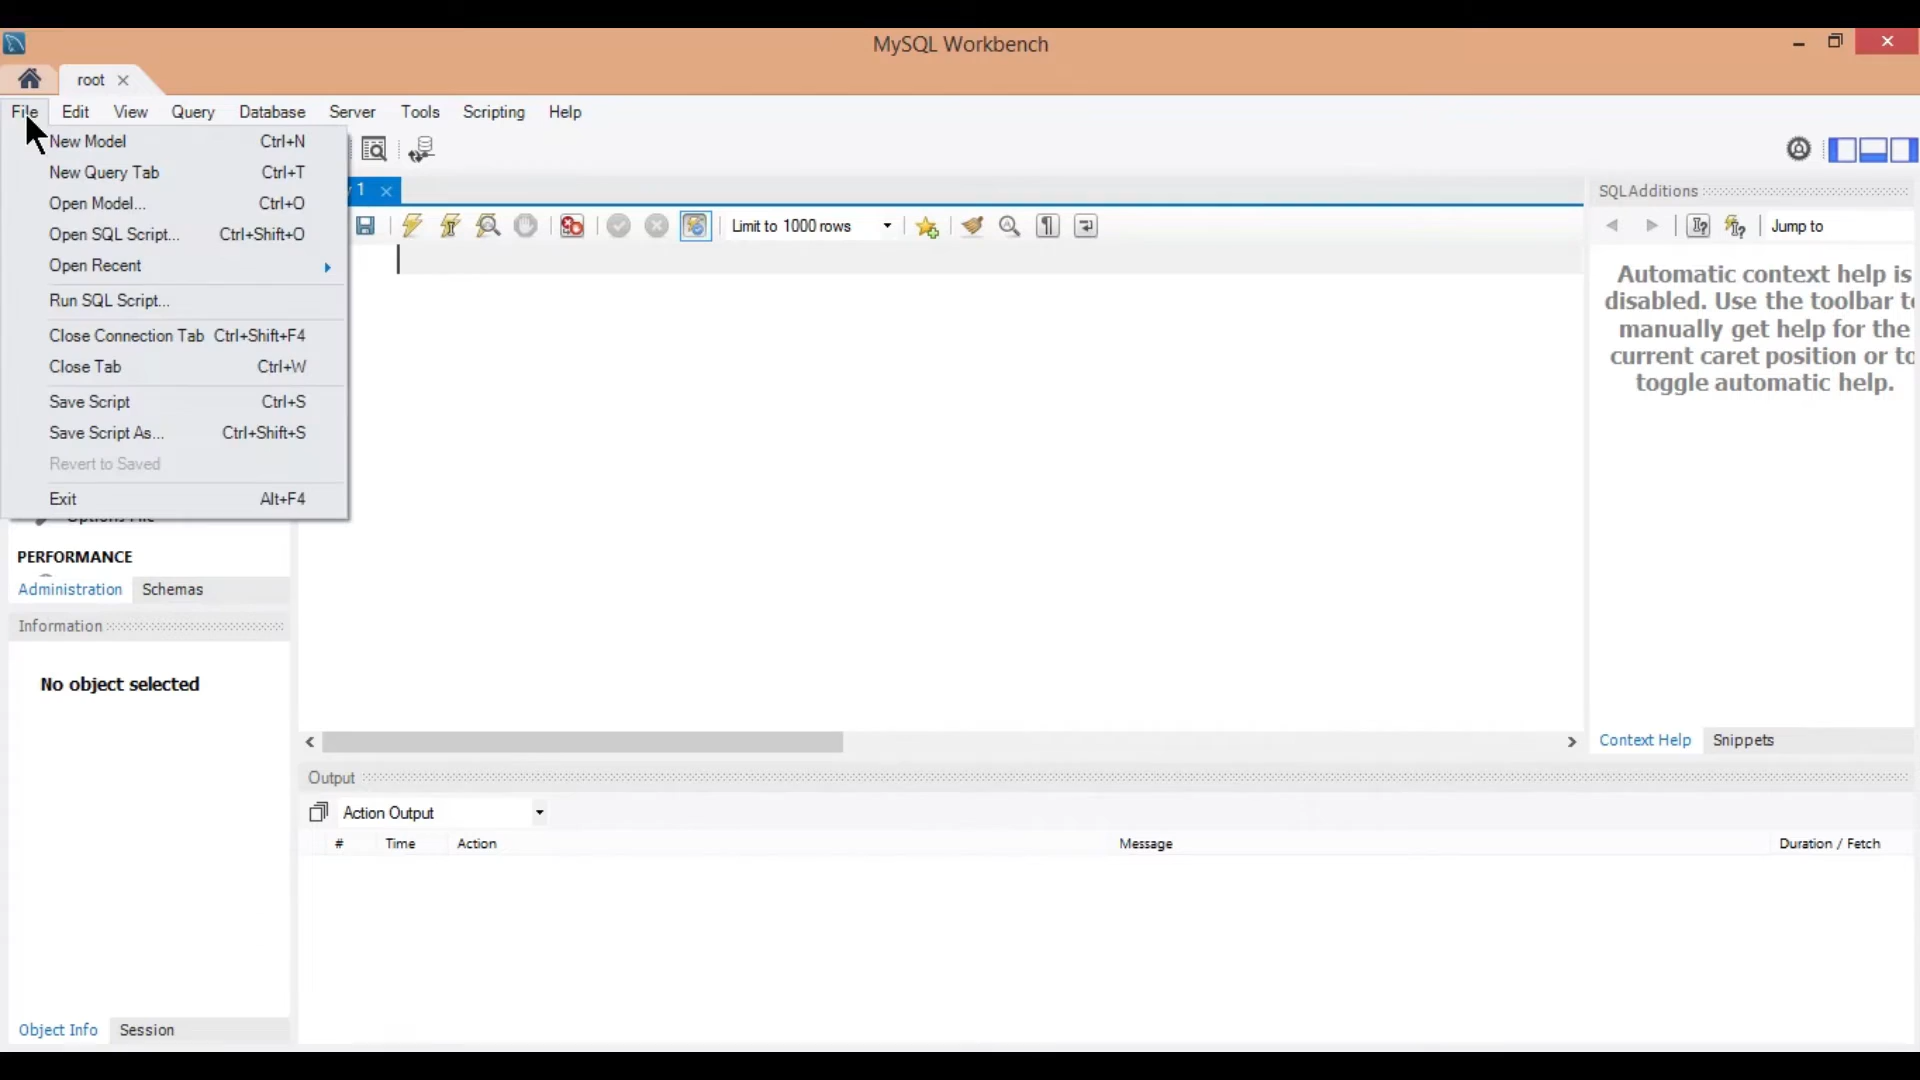 MySQL Workbench
root
File Edit View Query Database Server Tools Scripting Help
New Model Ctrl+N
New Query Tab Ctrl+T
Open Model... Ctrl+O
Open SQL Script... Ctrl+Shift+O
Open Recent
Run SQL Script...
Close Connection Tab Ctrl+Shift+F4
Close Tab Ctrl+W
Save Script Ctrl+S
Save Script As... Ctrl+Shift+S
Revert to Saved
Exit Alt+F4
1
Limit to 1000 rows
SQLAdditions
Jump to
Automatic context help is
disabled. Use the toolbar to
manually get help for the
current caret position or to
toggle automatic help.
Options File
PERFORMANCE
Administration Schemas
Information
No object selected
Context Help Snippets
Output
Action Output
# Time Action Message Duration / Fetch
Object Info Session